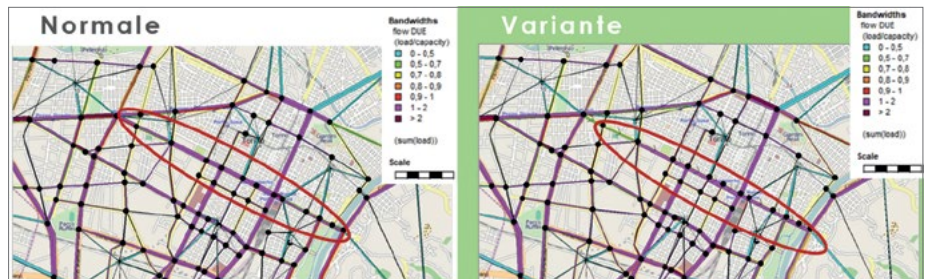 Normale
Bandwidths
flow DUE
(load/capacity)
0 - 0,5
0,5 - 0,7
0,7 - 0,8
0,8 - 0,9
0,9 - 1
1 - 2
> 2
(sum(load))
Scale
Variante
Bandwidths
flow DUE
(load/capacity)
0 - 0,5
0,5 - 0,7
0,7 - 0,8
0,8 - 0,9
0,9 - 1
1 - 2
> 2
(sum(load))
Scale